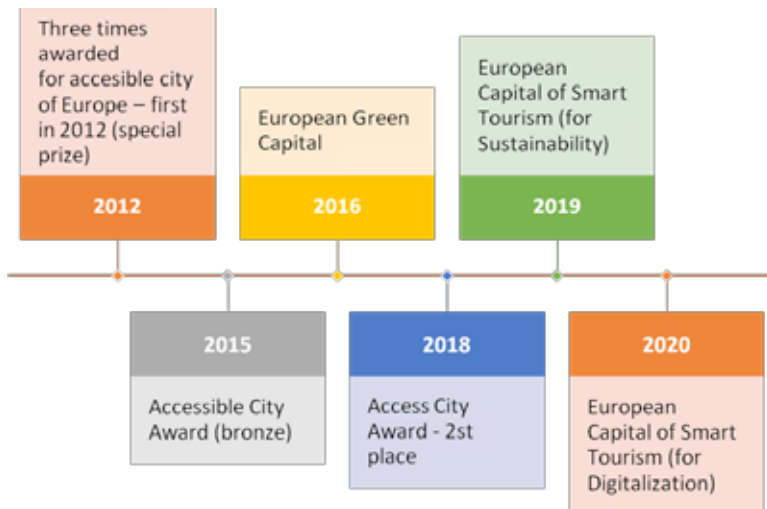 Three times
awarded
for accesible city
of Europe – first
in 2012 (special
prize)
2012
2015
Accessible City
Award (bronze)
European Green
Capital
2016
2018
Access City
Award - 2st
place
European
Capital of Smart
Tourism (for
Sustainability)
2019
2020
European
Capital of Smart
Tourism (for
Digitalization)